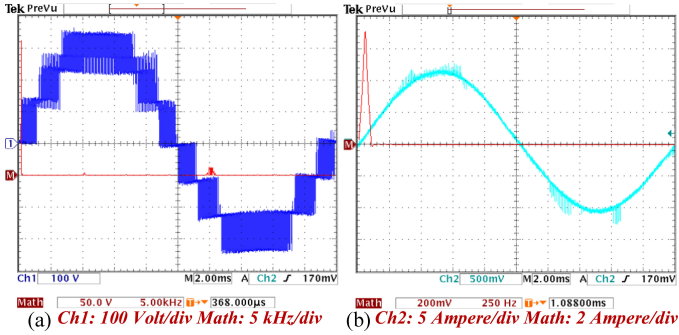 Tek PreVu
1
M
Ch1 100 V M 2.00ms A Ch2 ∫ 170mV
Math 50.0 V 5.00kHz T→▼ 368.000µs
(a) Ch1: 100 Volt/div Math: 5 kHz/div
Tek PreVu
M
Ch2 500mV M 2.00ms A Ch2 ∫ 170mV
Math 200mV 250 Hz T→▼ 1.08800ms
(b) Ch2: 5 Ampere/div Math: 2 Ampere/div